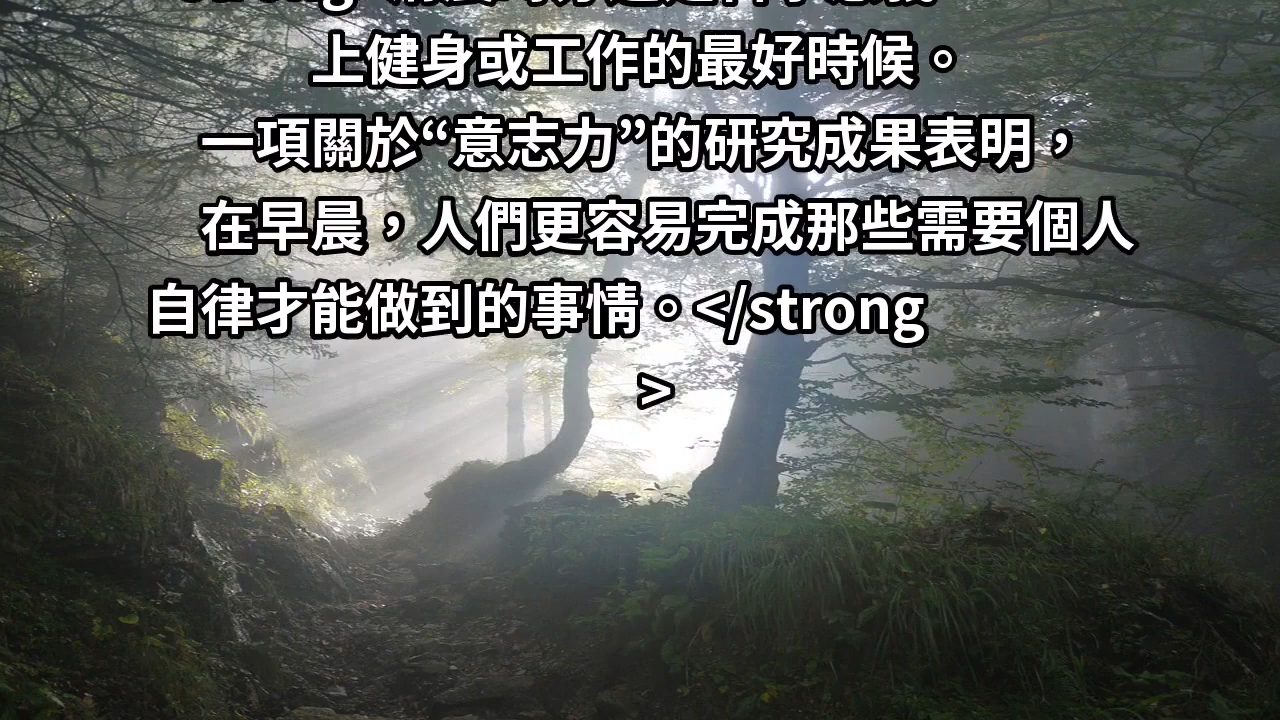 上健身或工作的最好時候。
一項關於“意志力”的研究成果表明，
在早晨，人們更容易完成那些需要個人
自律才能做到的事情。</strong
>